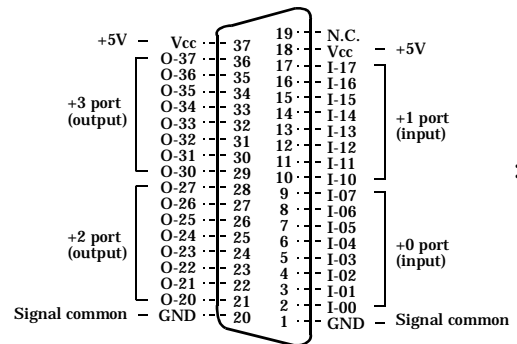 19 N.C.
+5V Vcc 37 18 Vcc +5V
O-37 36 17 I-17
O-36 35 16 I-16
O-35 34 15 I-15
+3 port (output) O-34 33 14 I-14 +1 port (input)
O-33 32 13 I-13
O-32 31 12 I-12
O-31 30 11 I-11
O-30 29 10 I-10
O-27 28 9 I-07
O-26 27 8 I-06
O-25 26 7 I-05
+2 port (output) O-24 25 6 I-04 +0 port (input)
O-23 24 5 I-03
O-22 23 4 I-02
O-21 22 3 I-01
O-20 21 2 I-00
Signal common GND 20 1 GND Signal common